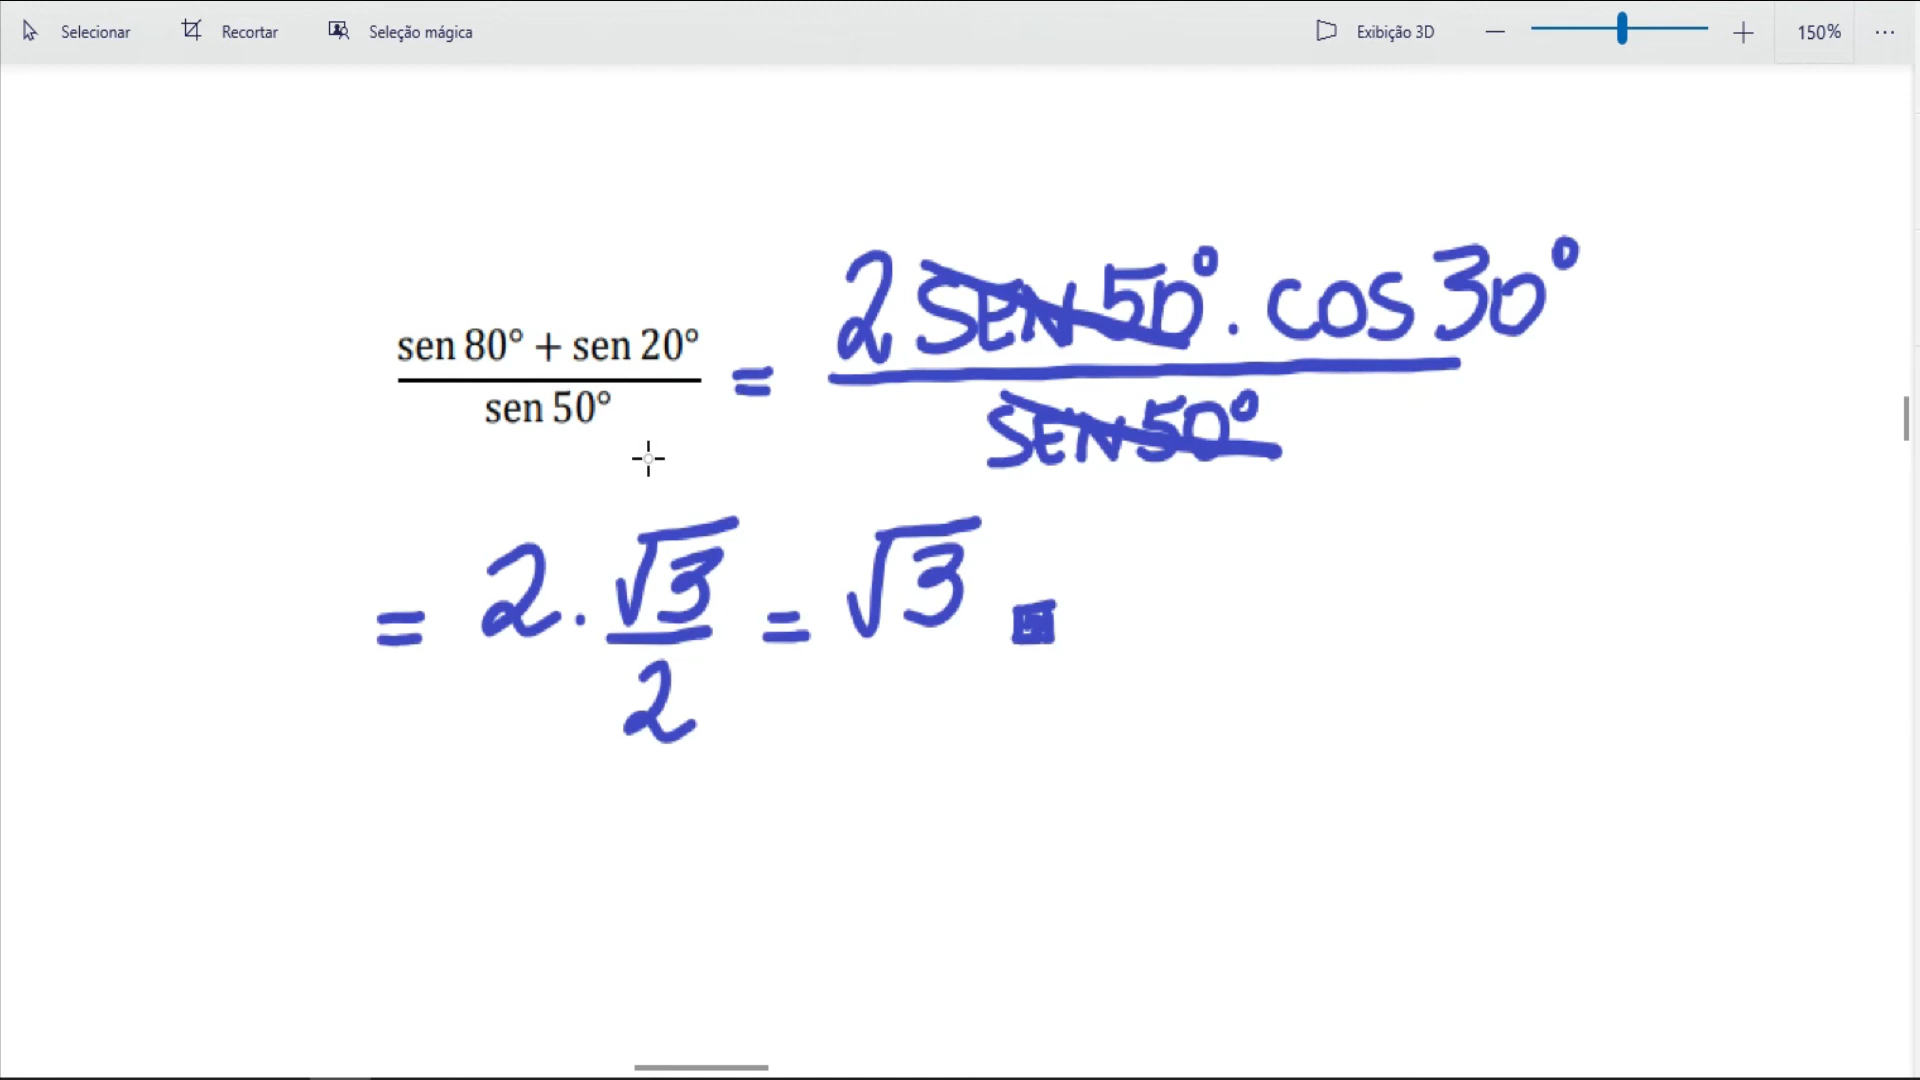 Selecionar Recortar Seleção mágica Exibição 3D 150% ...
sen 80° + sen 20° / sen 50° = 2 SEN 50° . COS 30° / SEN 50°
= 2 . √3 / 2 = √3